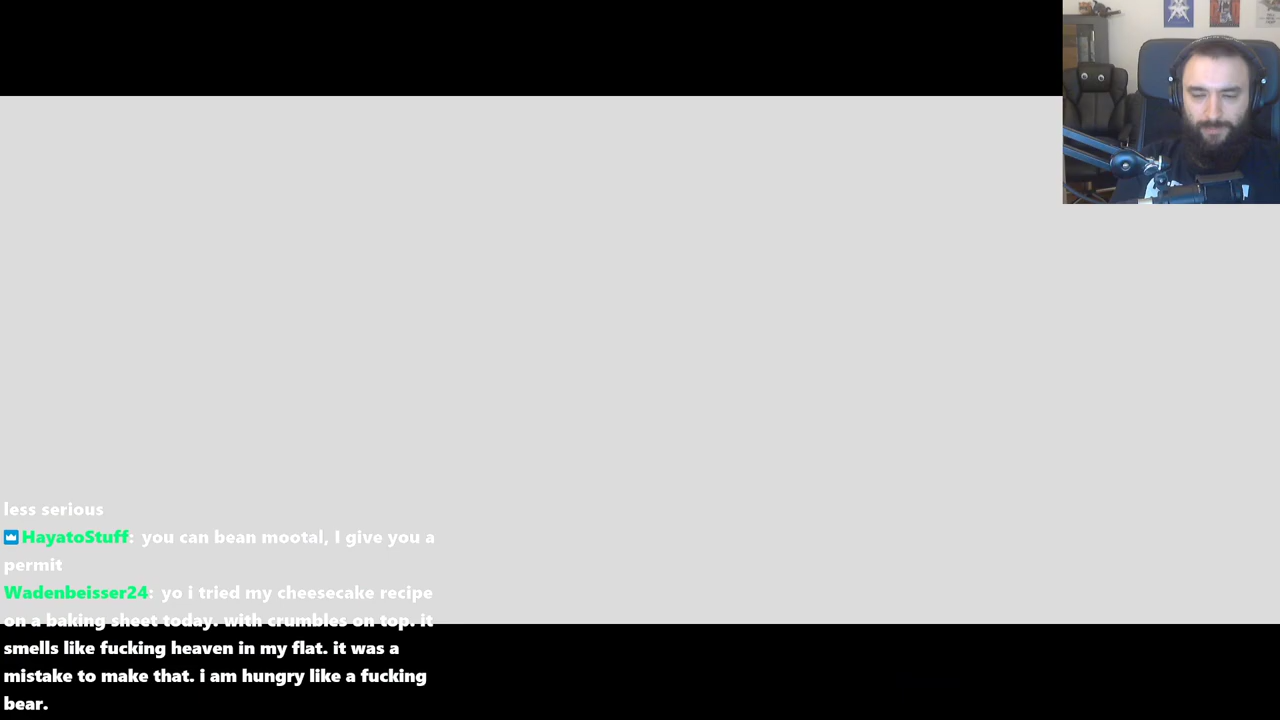 less serious
HayatoStuff: you can bean mootal, I give you a
permit
Wadenbeisser24: yo i tried my cheesecake recipe
on a baking sheet today. with crumbles on top. it
smells like fucking heaven in my flat. it was a
mistake to make that. i am hungry like a fucking
bear.